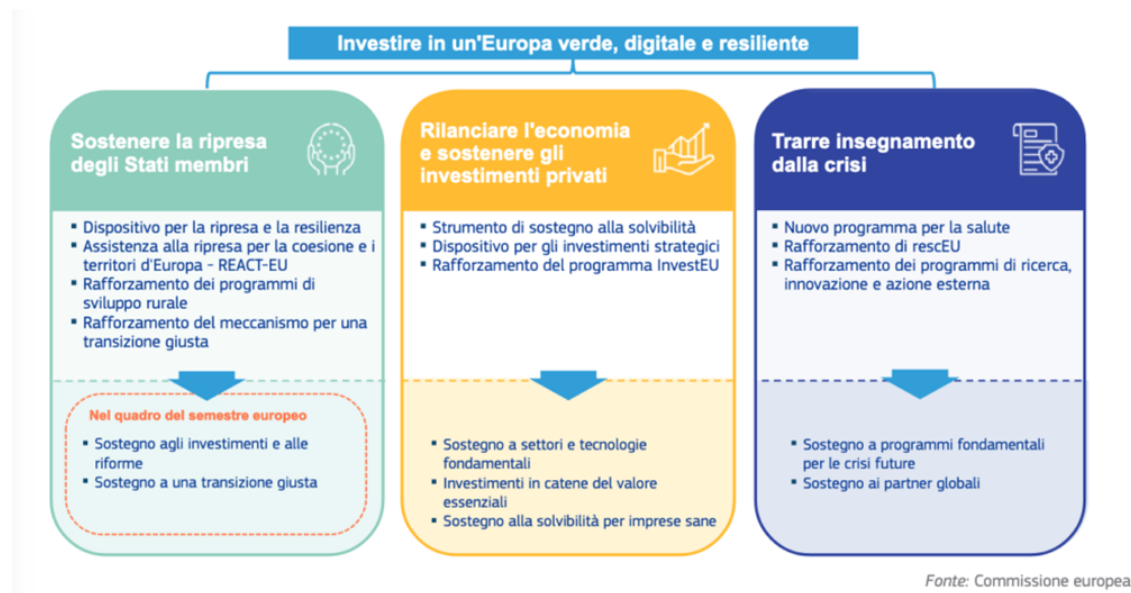 Investire in un'Europa verde, digitale e resiliente
Sostenere la ripresa
degli Stati membri
▪ Dispositivo per la ripresa e la resilienza
▪ Assistenza alla ripresa per la coesione e i
territori d'Europa – REACT-EU
▪ Rafforzamento dei programmi di
sviluppo rurale
▪ Rafforzamento del meccanismo per una
transizione giusta
Nel quadro del semestre europeo
▪ Sostegno agli investimenti e alle
riforme
▪ Sostegno a una transizione giusta
Rilanciare l'economia
e sostenere gli
investimenti privati
▪ Strumento di sostegno alla solvibilità
▪ Dispositivo per gli investimenti strategici
▪ Rafforzamento del programma InvestEU
▪ Sostegno a settori e tecnologie
fondamentali
▪ Investimenti in catene del valore
essenziali
▪ Sostegno alla solvibilità per imprese sane
Trarre insegnamento
dalla crisi
▪ Nuovo programma per la salute
▪ Rafforzamento di rescEU
▪ Rafforzamento dei programmi di ricerca,
innovazione e azione esterna
▪ Sostegno a programmi fondamentali
per le crisi future
▪ Sostegno ai partner globali
Fonte: Commissione europea